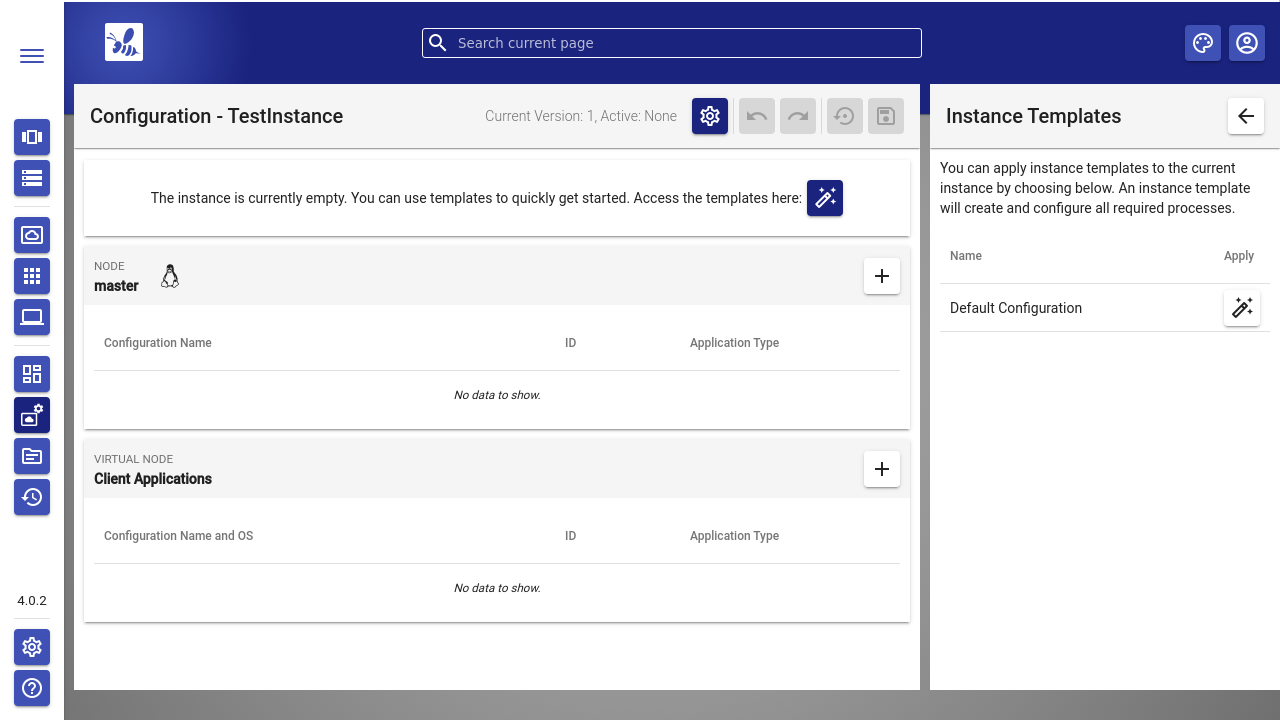 Search current page
Configuration - TestInstance
Current Version: 1, Active: None
The instance is currently empty. You can use templates to quickly get started. Access the templates here:
NODE
master
Configuration Name ID Application Type
No data to show.
VIRTUAL NODE
Client Applications
Configuration Name and OS ID Application Type
No data to show.
Instance Templates
You can apply instance templates to the current
instance by choosing below. An instance template
will create and configure all required processes.
Name Apply
Default Configuration
4.0.2